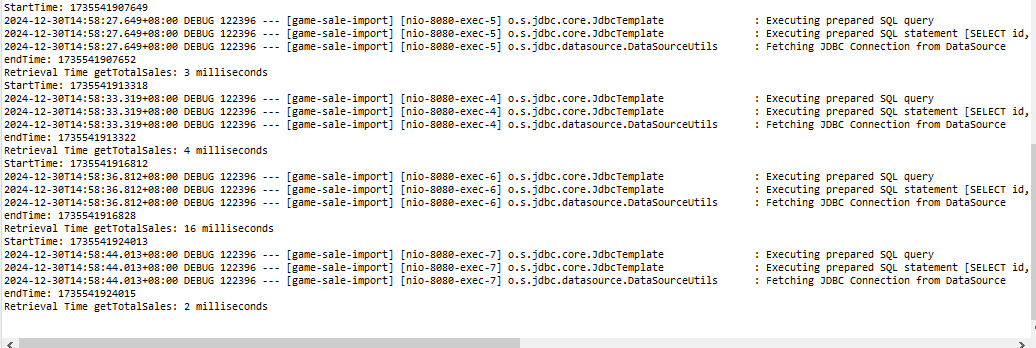 StartTime: 1735541907649
2024-12-30T14:58:27.649+08:00 DEBUG 122396 --- [game-sale-import] [nio-8080-exec-5] o.s.jdbc.core.JdbcTemplate : Executing prepared SQL query
2024-12-30T14:58:27.649+08:00 DEBUG 122396 --- [game-sale-import] [nio-8080-exec-5] o.s.jdbc.core.JdbcTemplate : Executing prepared SQL statement [SELECT id,
2024-12-30T14:58:27.649+08:00 DEBUG 122396 --- [game-sale-import] [nio-8080-exec-5] o.s.jdbc.datasource.DataSourceUtils : Fetching JDBC Connection from DataSource
endTime: 1735541907652
Retrieval Time getTotalSales: 3 milliseconds
StartTime: 1735541913318
2024-12-30T14:58:33.319+08:00 DEBUG 122396 --- [game-sale-import] [nio-8080-exec-4] o.s.jdbc.core.JdbcTemplate : Executing prepared SQL query
2024-12-30T14:58:33.319+08:00 DEBUG 122396 --- [game-sale-import] [nio-8080-exec-4] o.s.jdbc.core.JdbcTemplate : Executing prepared SQL statement [SELECT id,
2024-12-30T14:58:33.319+08:00 DEBUG 122396 --- [game-sale-import] [nio-8080-exec-4] o.s.jdbc.datasource.DataSourceUtils : Fetching JDBC Connection from DataSource
endTime: 1735541913322
Retrieval Time getTotalSales: 4 milliseconds
StartTime: 1735541916812
2024-12-30T14:58:36.812+08:00 DEBUG 122396 --- [game-sale-import] [nio-8080-exec-6] o.s.jdbc.core.JdbcTemplate : Executing prepared SQL query
2024-12-30T14:58:36.812+08:00 DEBUG 122396 --- [game-sale-import] [nio-8080-exec-6] o.s.jdbc.core.JdbcTemplate : Executing prepared SQL statement [SELECT id,
2024-12-30T14:58:36.812+08:00 DEBUG 122396 --- [game-sale-import] [nio-8080-exec-6] o.s.jdbc.datasource.DataSourceUtils : Fetching JDBC Connection from DataSource
endTime: 1735541916828
Retrieval Time getTotalSales: 16 milliseconds
StartTime: 1735541924013
2024-12-30T14:58:44.013+08:00 DEBUG 122396 --- [game-sale-import] [nio-8080-exec-7] o.s.jdbc.core.JdbcTemplate : Executing prepared SQL query
2024-12-30T14:58:44.013+08:00 DEBUG 122396 --- [game-sale-import] [nio-8080-exec-7] o.s.jdbc.core.JdbcTemplate : Executing prepared SQL statement [SELECT id,
2024-12-30T14:58:44.013+08:00 DEBUG 122396 --- [game-sale-import] [nio-8080-exec-7] o.s.jdbc.datasource.DataSourceUtils : Fetching JDBC Connection from DataSource
endTime: 1735541924015
Retrieval Time getTotalSales: 2 milliseconds